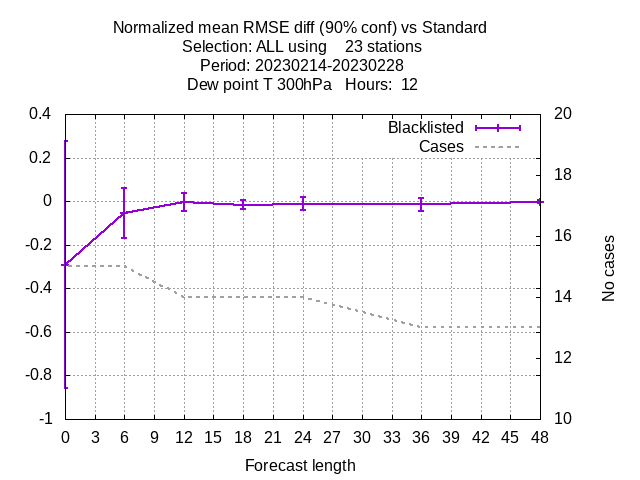 Normalized mean RMSE diff (90% conf) vs Standard
Selection: ALL using    23 stations
Period: 20230214-20230228
Dew point T 300hPa   Hours:  12
0.4
0.2
0
-0.2
-0.4
-0.6
-0.8
-1
20
18
16
14
12
10
Blacklisted
Cases
No cases
0 3 6 9 12 15 18 21 24 27 30 33 36 39 42 45 48
Forecast length